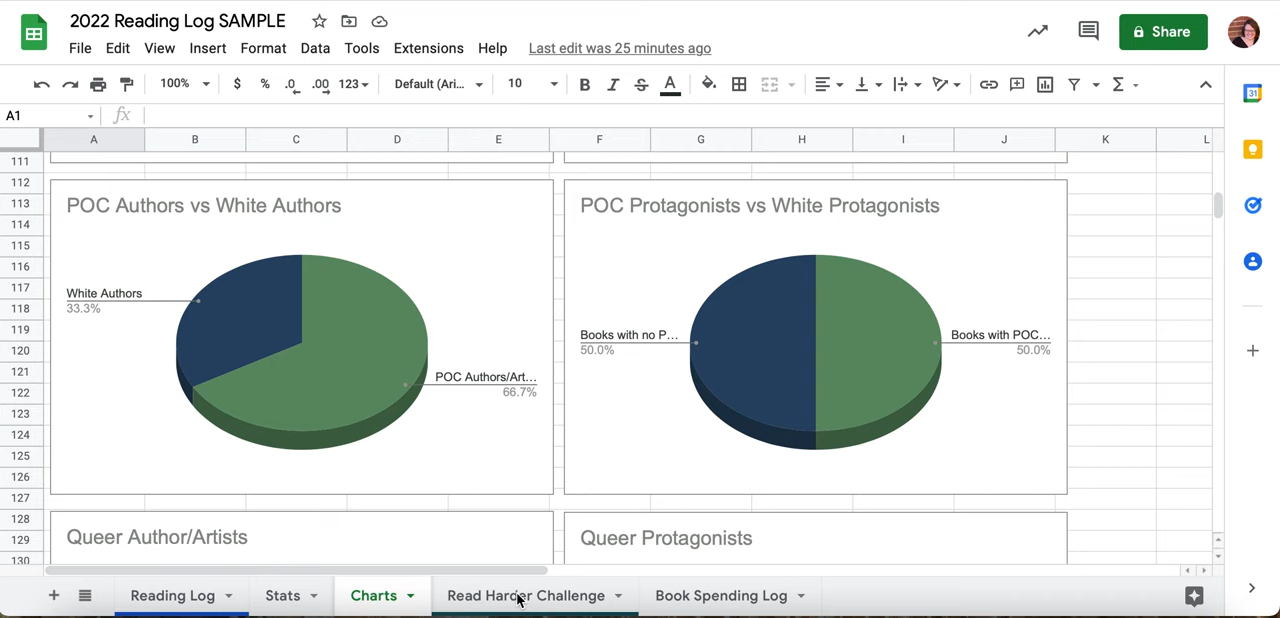 2022 Reading Log SAMPLE
File Edit View Insert Format Data Tools Extensions Help Last edit was 25 minutes ago
Share
100% $ % .0 .00 123 Default (Ari... 10 B I S A Σ
31
A1 fx
A B C D E F G H I J K L
111
112
113
114
115
116
117
118
119
120
121
122
123
124
125
126
127
128
129
130
POC Authors vs White Authors
White Authors
33.3%
POC Authors/Art...
66.7%
POC Protagonists vs White Protagonists
Books with no P...
50.0%
Books with POC...
50.0%
Queer Author/Artists
Queer Protagonists
Reading Log Stats Charts Read Harder Challenge Book Spending Log